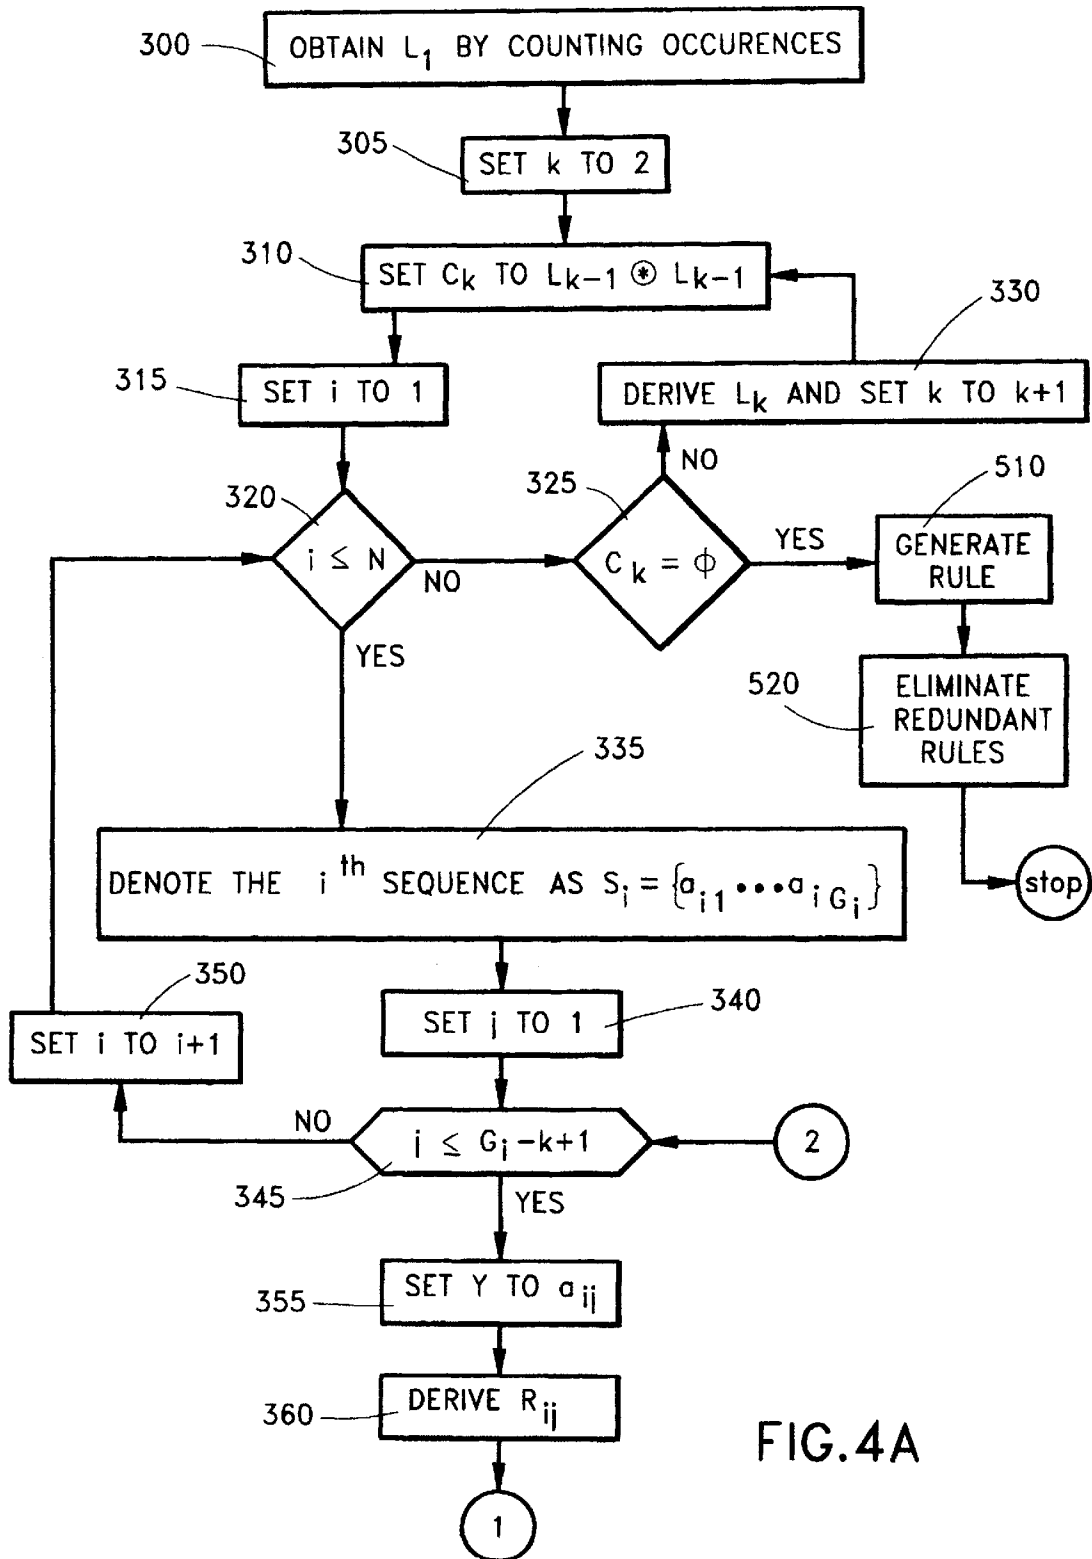 300
OBTAIN L1 BY COUNTING OCCURENCES
305
SET k TO 2
310
SET Ck TO Lk-1 ⊛ Lk-1
330
315
SET i TO 1
DERIVE Lk AND SET k TO k+1
NO
510
320
325
i ≤ N
NO
Ck = ϕ
YES
GENERATE
RULE
YES
520
ELIMINATE
REDUNDANT
RULES
335
DENOTE THE i th SEQUENCE AS Si = {ai1 ••• aiGi}
stop
350
340
SET i TO i+1
SET j TO 1
NO
j ≤ Gi-k+1
2
345
YES
SET Y TO aij
355
DERIVE Rij
360
FIG.4A
1